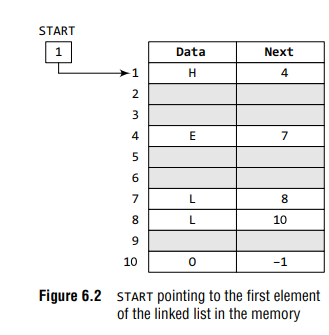 START
1
Data Next
1 H 4
2
3
4 E 7
5
6
7 L 8
8 L 10
9
10 O −1
Figure 6.2 START pointing to the first element
of the linked list in the memory